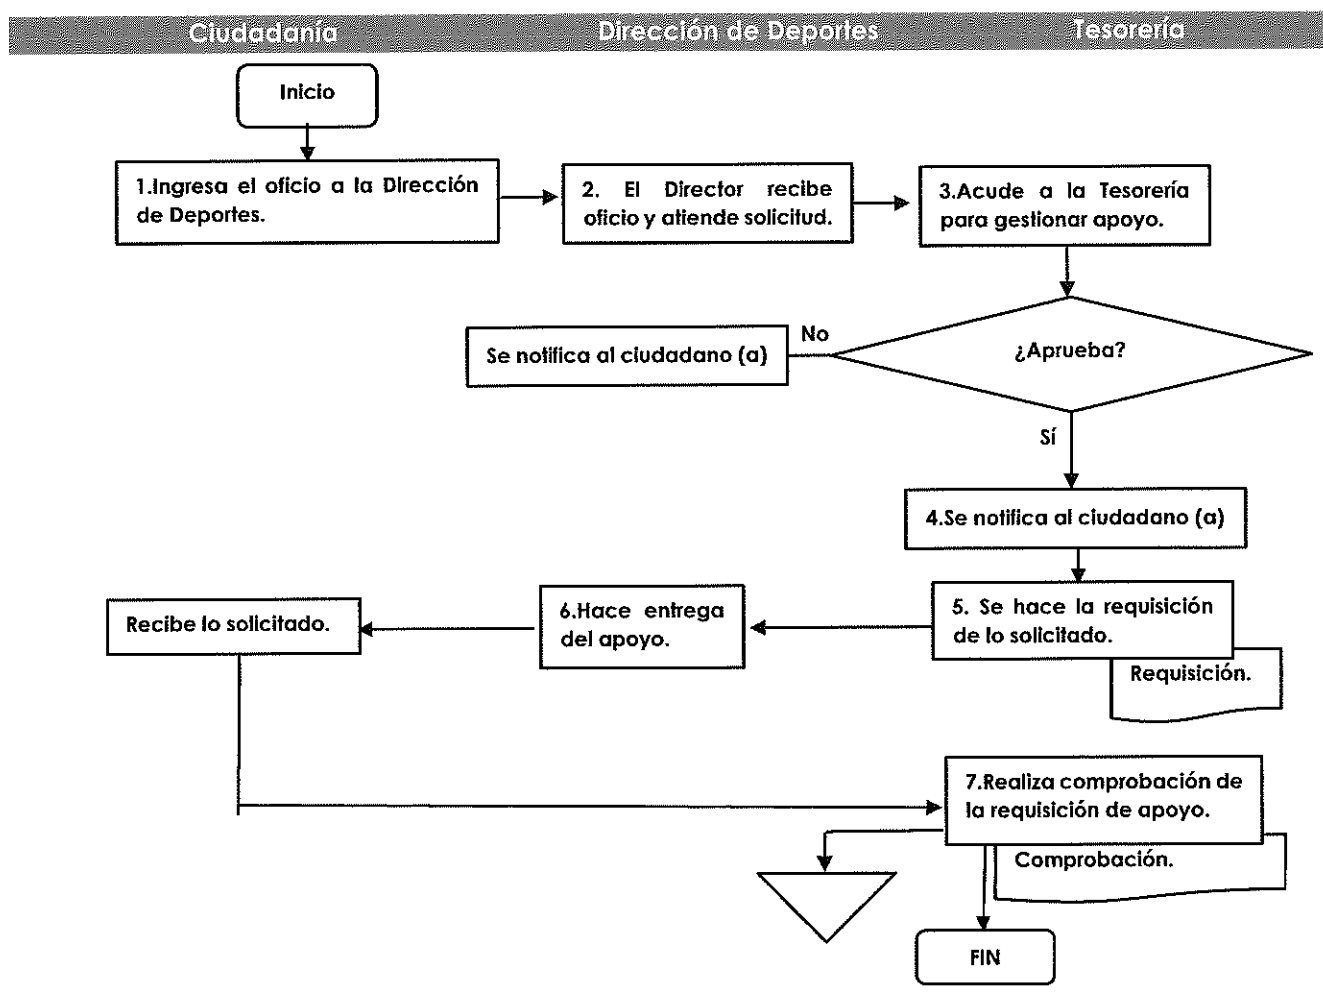 Ciudadanía
Dirección de Deportes
Tesorería
Inicio
1.Ingresa el oficio a la Dirección
de Deportes.
2. El Director recibe
oficio y atiende solicitud.
3.Acude a la Tesorería
para gestionar apoyo.
No
Se notifica al ciudadano (a)
¿Aprueba?
Sí
4.Se notifica al ciudadano (a)
Recibe lo solicitado.
6.Hace entrega
del apoyo.
5. Se hace la requisición
de lo solicitado.
Requisición.
7.Realiza comprobación de
la requisición de apoyo.
Comprobación.
FIN